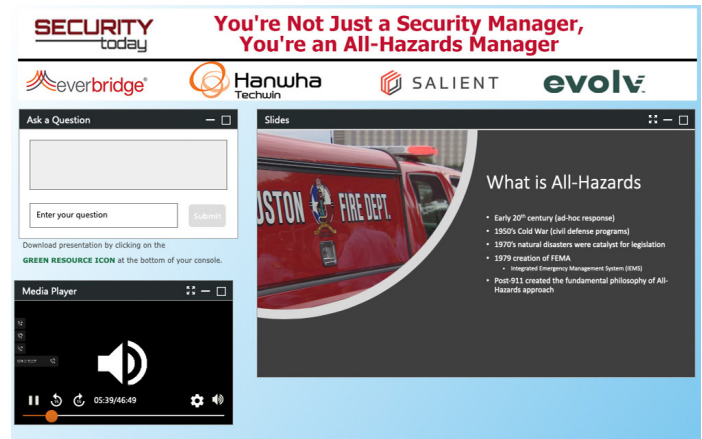 SECURITY
today
You're Not Just a Security Manager,
You're an All-Hazards Manager
everbridge®
Hanwha
Techwin
SALIENT
evolv
Ask a Question
Enter your question
Submit
Download presentation by clicking on the
GREEN RESOURCE ICON at the bottom of your console.
Media Player
05:39/46:49
Slides
USTON FIRE DEPT.
What is All-Hazards
• Early 20th century (ad-hoc response)
• 1950's Cold War (civil defense programs)
• 1970's natural disasters were catalyst for legislation
• 1979 creation of FEMA
• Integrated Emergency Management System (IEMS)
• Post-911 created the fundamental philosophy of All-
Hazards approach